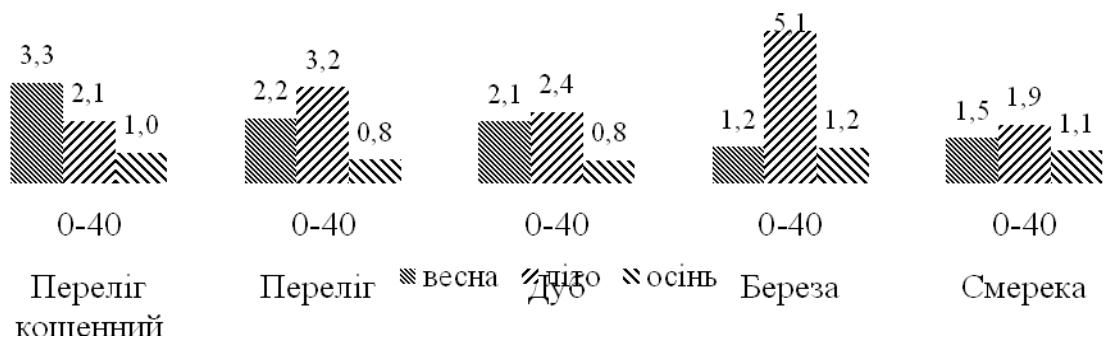 3,3 2,1 1,0
2,2 3,2 0,8
2,1 2,4 0,8
1,2 5,1 1,2
1,5 1,9 1,1
0-40 0-40 0-40 0-40 0-40
весна літо осінь
Переліг Переліг Дуб Береза Смерека
кошенний